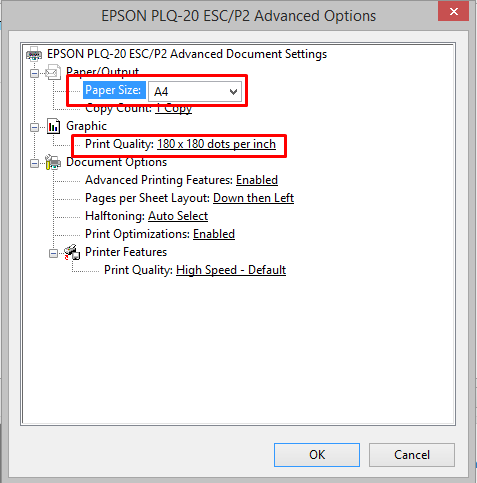 EPSON PLQ-20 ESC/P2 Advanced Options
EPSON PLQ-20 ESC/P2 Advanced Document Settings
Paper/Output
Paper Size: A4
Copy Count: 1 Copy
Graphic
Print Quality: 180 x 180 dots per inch
Document Options
Advanced Printing Features: Enabled
Pages per Sheet Layout: Down then Left
Halftoning: Auto Select
Print Optimizations: Enabled
Printer Features
Print Quality: High Speed - Default
OK Cancel